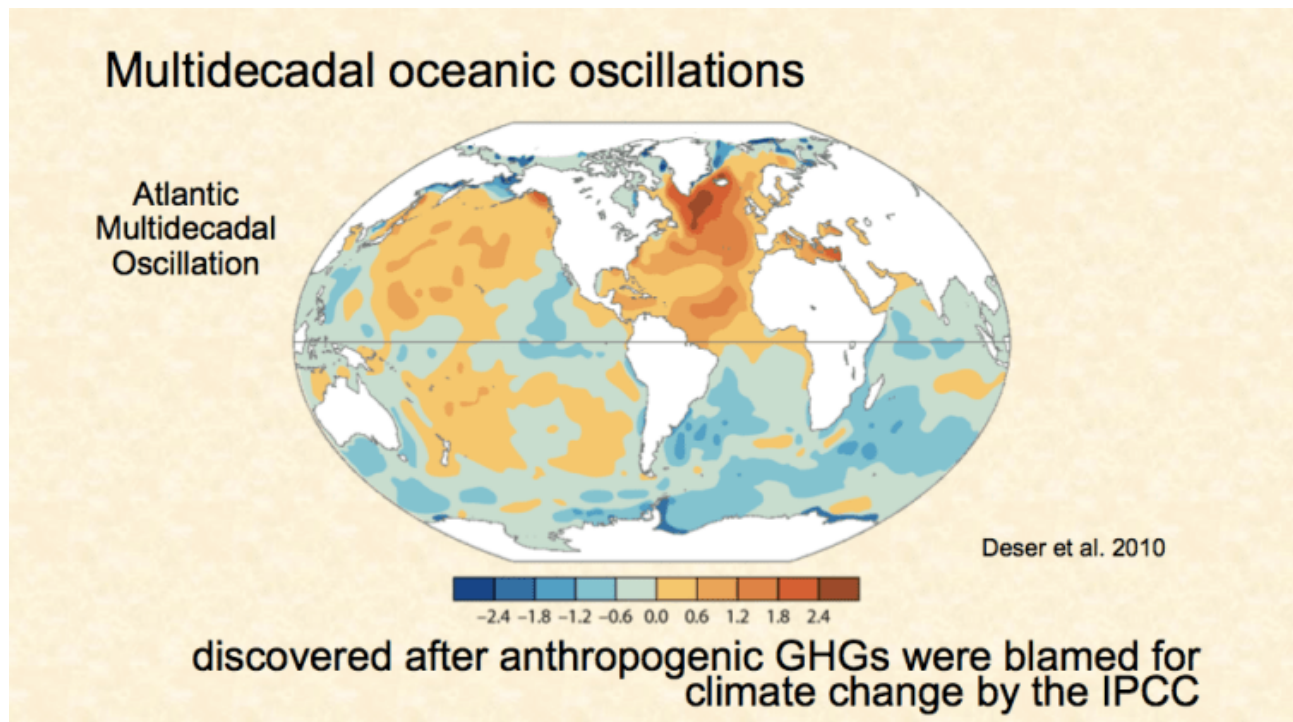 Multidecadal oceanic oscillations
Atlantic
Multidecadal
Oscillation
Deser et al. 2010
−2.4 −1.8 −1.2 −0.6 0.0 0.6 1.2 1.8 2.4
discovered after anthropogenic GHGs were blamed for
climate change by the IPCC